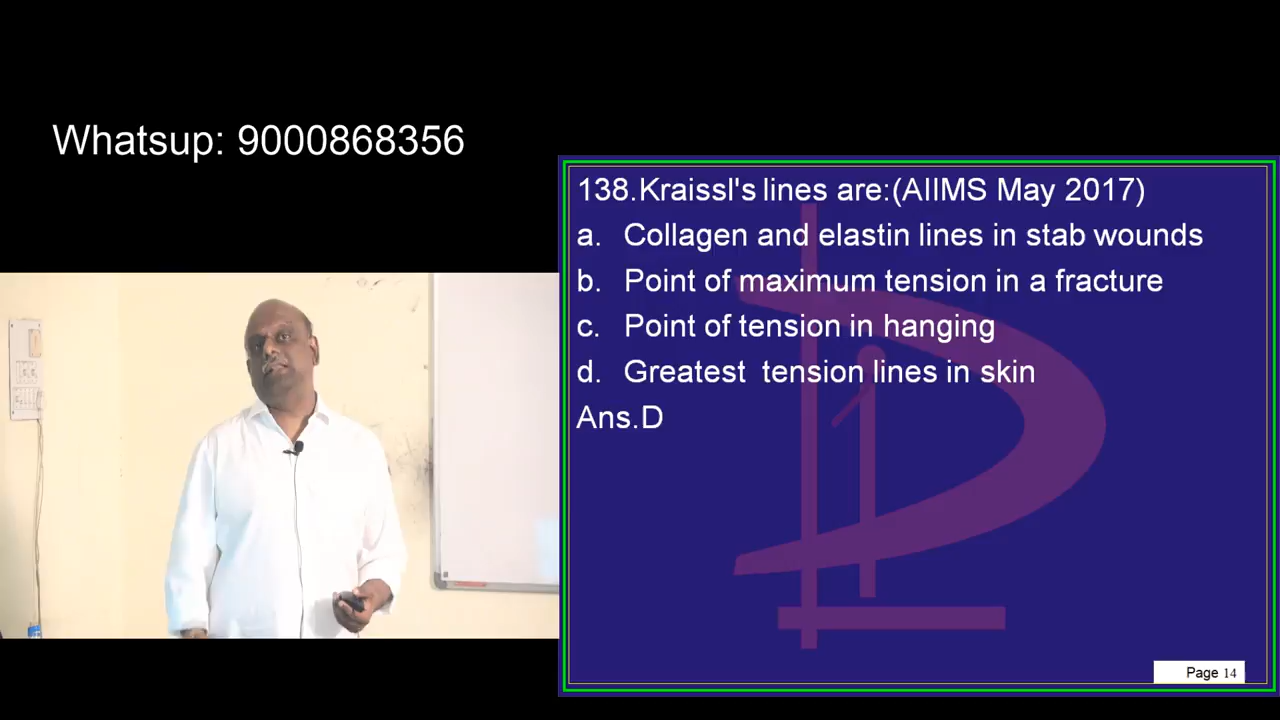 Whatsup: 9000868356
138.Kraissl's lines are:(AIIMS May 2017)
a. Collagen and elastin lines in stab wounds
b. Point of maximum tension in a fracture
c. Point of tension in hanging
d. Greatest tension lines in skin
Ans.D
Page 14